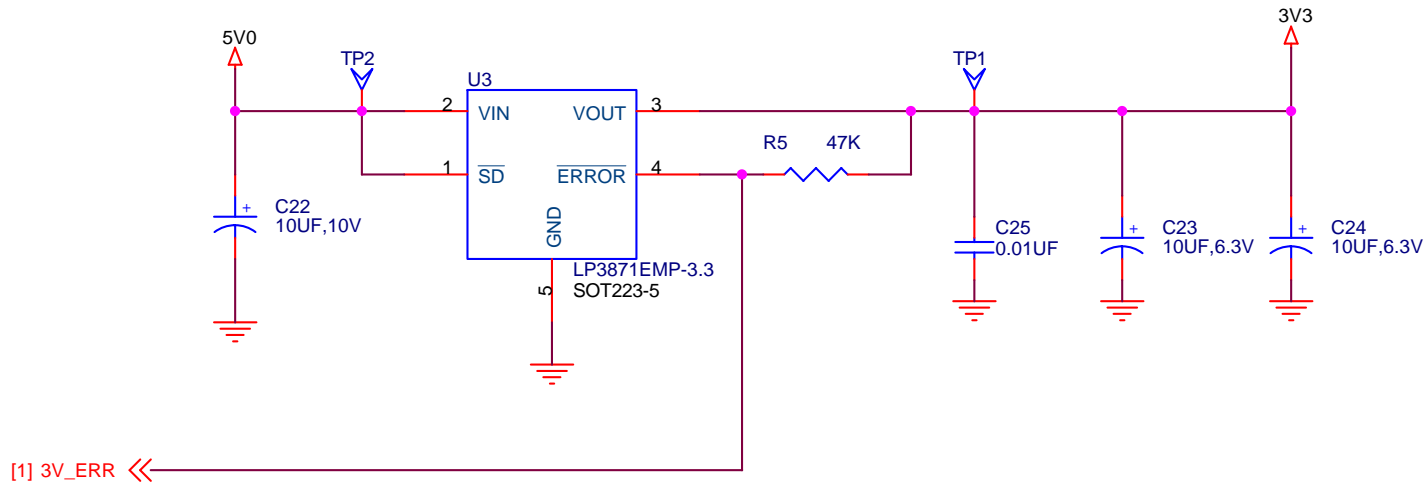 5V0
3V3
TP2
TP1
U3
2
VIN
VOUT
3
R5
47K
1
SD
ERROR
4
GND
5
LP3871EMP-3.3
SOT223-5
+
C22
10UF,10V
C25
0.01UF
+
C23
10UF,6.3V
+
C24
10UF,6.3V
[1] 3V_ERR